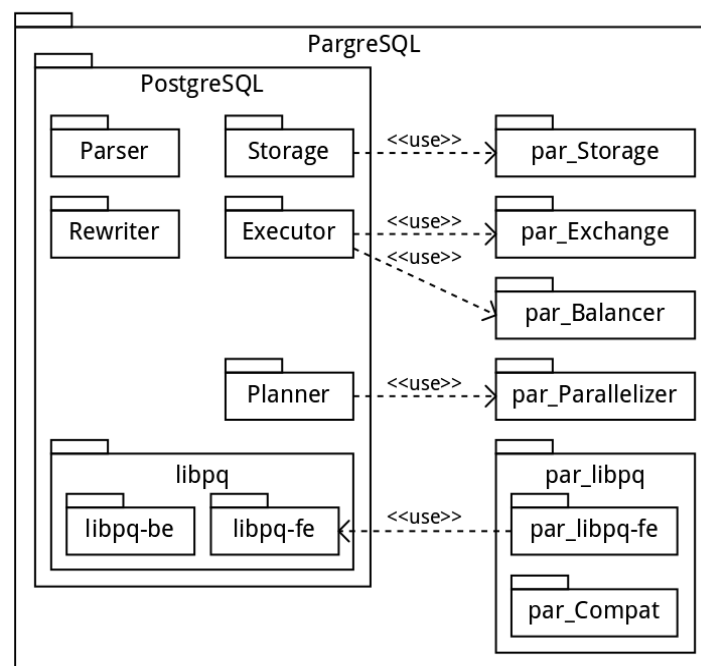 PargreSQL
PostgreSQL
Parser
Storage
<<use>>
par_Storage
Rewriter
Executor
<<use>>
par_Exchange
<<use>>
par_Balancer
Planner
<<use>>
par_Parallelizer
libpq
par_libpq
libpq-be
libpq-fe
<<use>>
par_libpq-fe
par_Compat